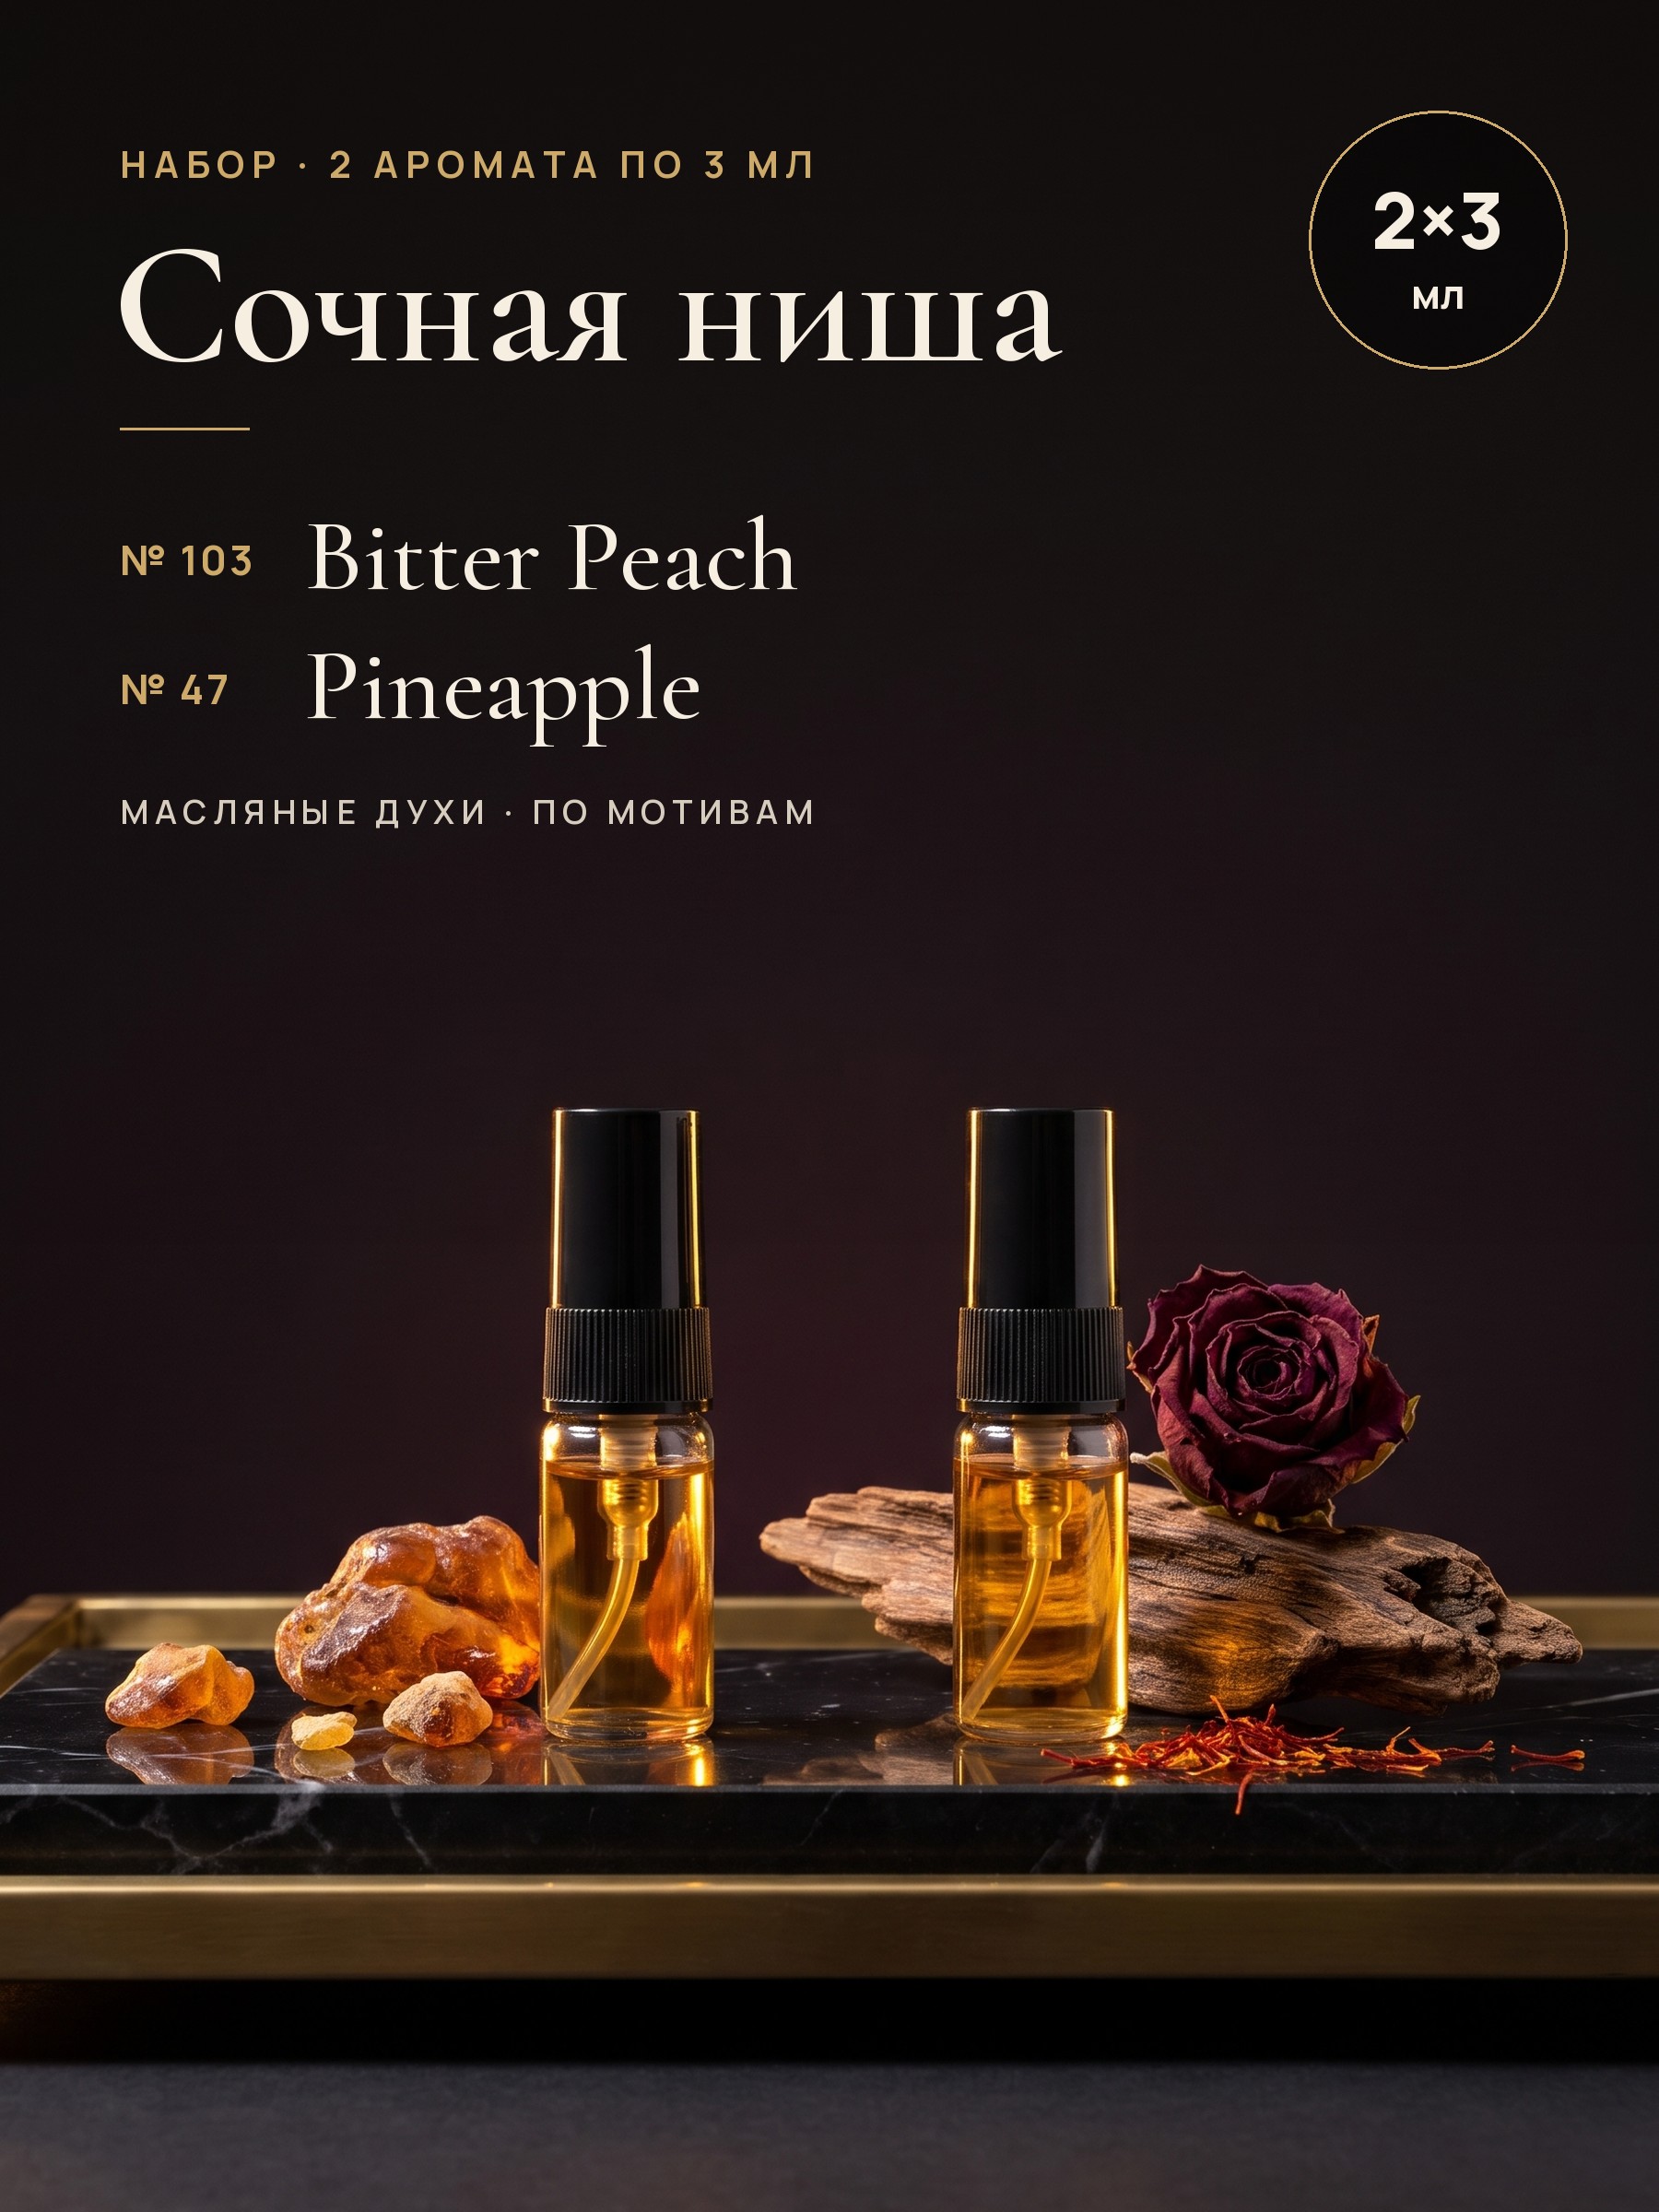 НАБОР · 2 АРОМАТА ПО 3 МЛ
2×3
мл
Сочная ниша
№ 103 Bitter Peach
№ 47 Pineapple
МАСЛЯНЫЕ ДУХИ · ПО МОТИВАМ